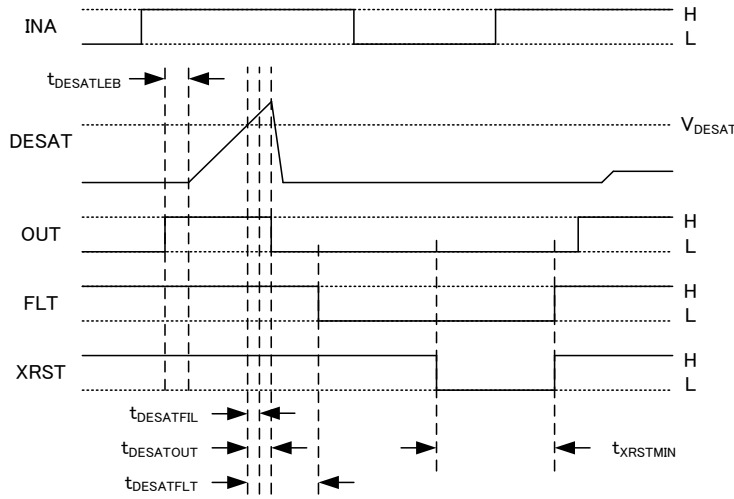 INA
H
L
tDESATLEB
DESAT
VDESAT
OUT
H
L
FLT
H
L
XRST
H
L
tDESATFIL
tDESATOUT
tXRSTMIN
tDESATFLT